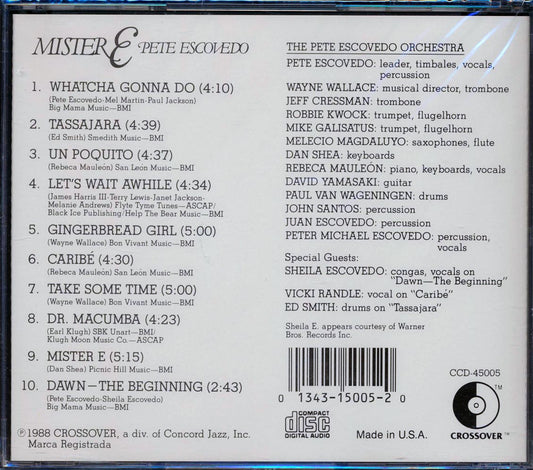 MISTER E PETE ESCOVEDO
1. WHATCHA GONNA DO (4:10)
(Pete Escovedo-Mel Martin-Paul Jackson)
Big Mama Music—BMI
2. TASSAJARA (4:39)
(Ed Smith) Smedith Music—BMI
3. UN POQUITO (4:37)
(Rebeca Mauleón) San León Music—BMI
4. LET'S WAIT AWHILE (4:34)
(James Harris III-Terry Lewis-Janet Jackson-
Melanie Andrews) Flyte Tyme Tunes—ASCAP/
Black Ice Publishing/Help The Bear Music—BMI
5. GINGERBREAD GIRL (5:00)
(Wayne Wallace) Bon Vivant Music—BMI
6. CARIBÉ (4:30)
(Rebeca Mauleón) San León Music—BMI
7. TAKE SOME TIME (5:00)
(Wayne Wallace) Bon Vivant Music—BMI
8. DR. MACUMBA (4:23)
(Earl Klugh) SBK Unart—BMI/
Klugh Moon Music Co.—ASCAP
9. MISTER E (5:15)
(Dan Shea) Picnic Hill Music—BMI
10. DAWN—THE BEGINNING (2:43)
(Pete Escovedo-Sheila Escovedo)
Big Mama Music—BMI
℗ 1988 CROSSOVER, a div. of Concord Jazz, Inc.
Marca Registrada
THE PETE ESCOVEDO ORCHESTRA
PETE ESCOVEDO: leader, timbales, vocals,
percussion
WAYNE WALLACE: musical director, trombone
JEFF CRESSMAN: trombone
ROBBIE KWOCK: trumpet, flugelhorn
MIKE GALISATUS: trumpet, flugelhorn
MELECIO MAGDALUYO: saxophones, flute
DAN SHEA: keyboards
REBECA MAULEÓN: piano, keyboards, vocals
DAVID YAMASAKI: guitar
PAUL VAN WAGENINGEN: drums
JOHN SANTOS: percussion
JUAN ESCOVEDO: percussion
PETER MICHAEL ESCOVEDO: percussion,
vocals
Special Guests:
SHEILA ESCOVEDO: congas, vocals on
"Dawn—The Beginning"
VICKI RANDLE: vocal on "Caribé"
ED SMITH: drums on "Tassajara"
Sheila E. appears courtesy of Warner
Bros. Records Inc.
CCD-45005
0 1343-15005-2 0
TM
COMPACT
disc
DIGITAL AUDIO
Made in U.S.A.
CROSSOVER™